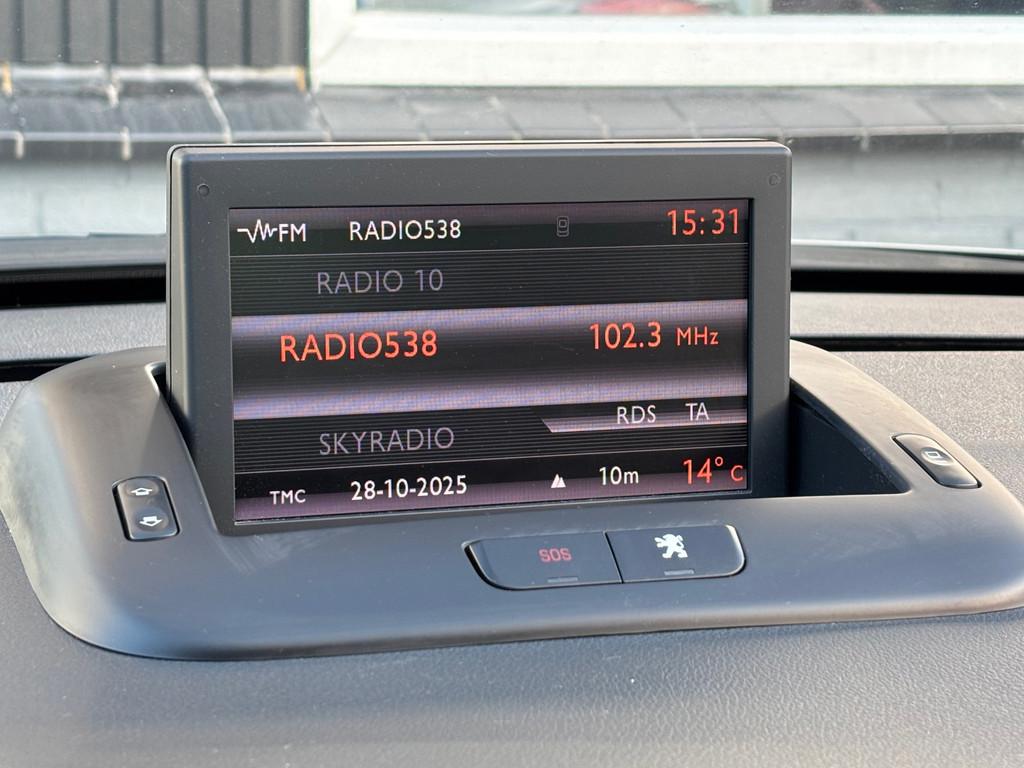 FM RADIO538 15:31
RADIO 10
RADIO538 102.3 MHz
RDS TA
SKYRADIO
TMC 28-10-2025 10m 14° C
SOS